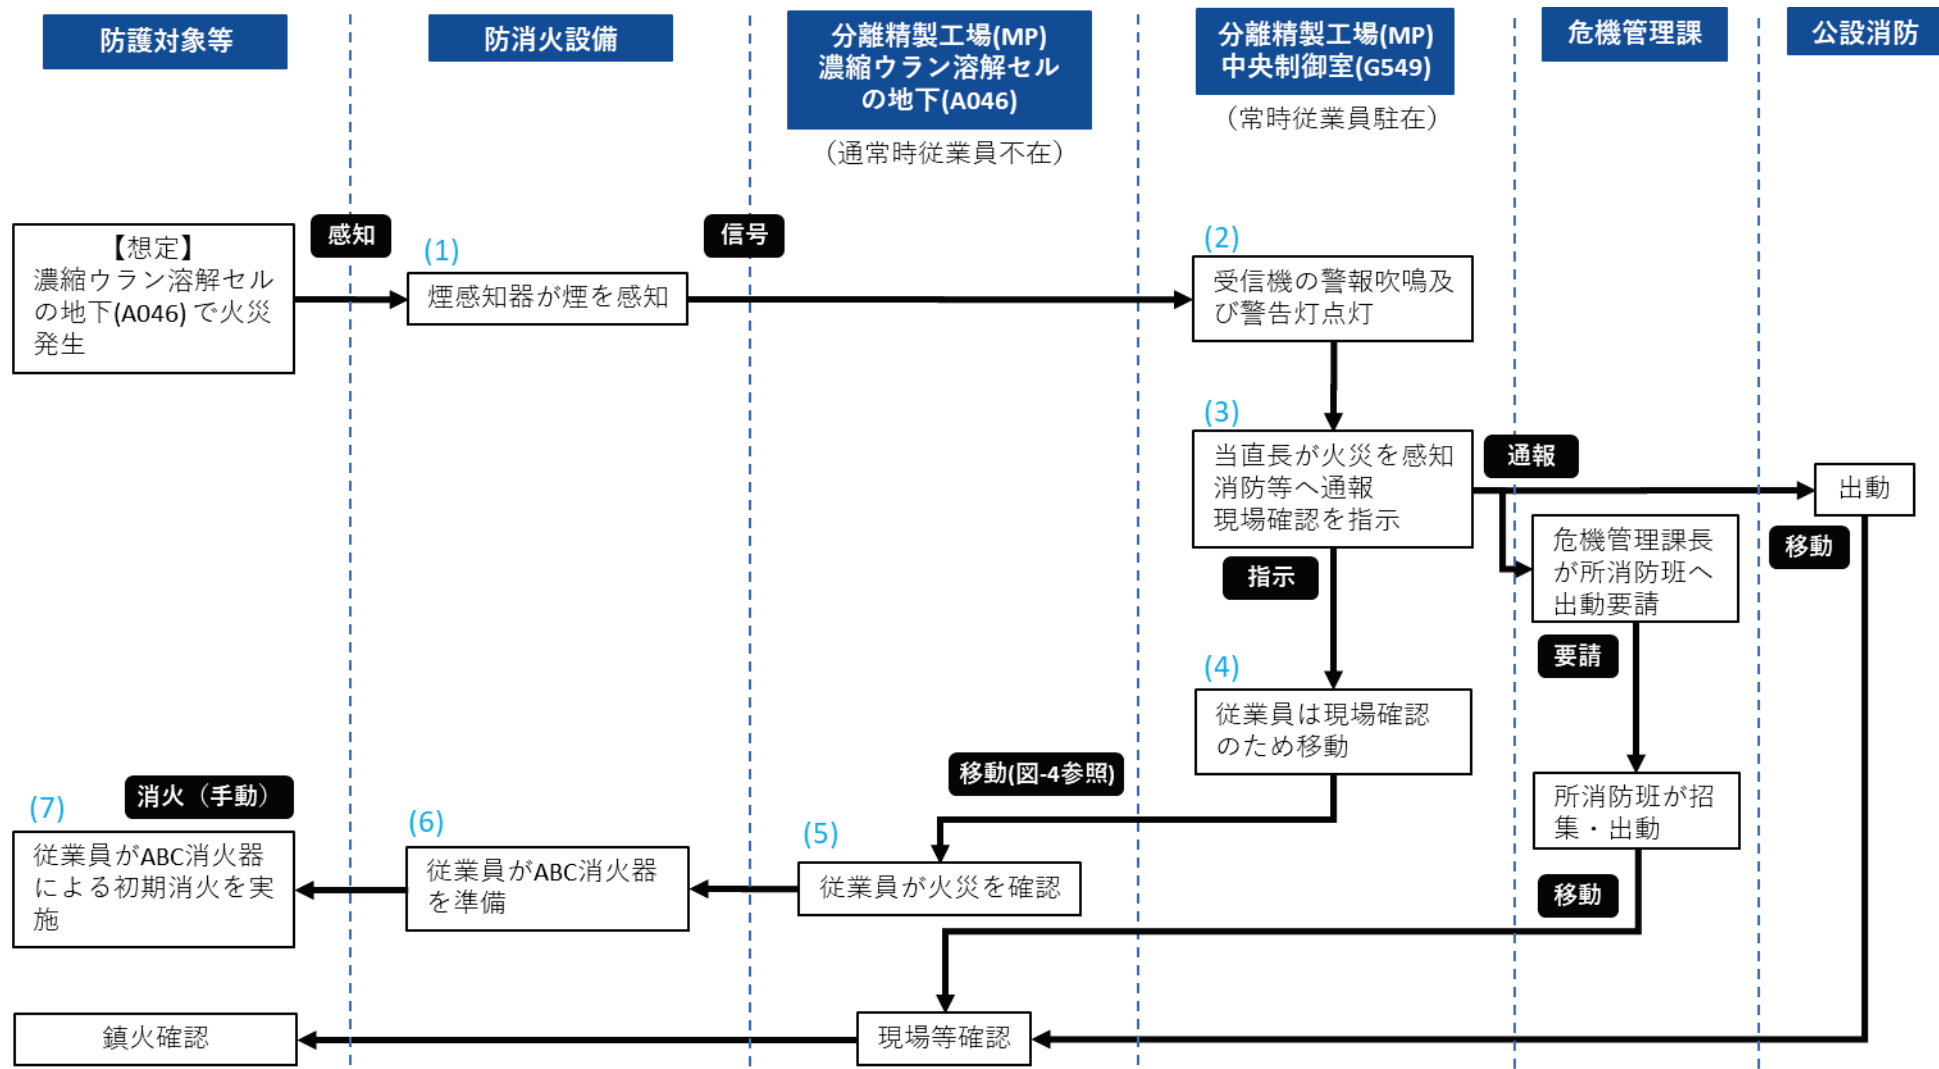 防護対象等
防消火設備
分離精製工場(MP)
濃縮ウラン溶解セル
の地下(A046)
（通常時従業員不在）
分離精製工場(MP)
中央制御室(G549)
（常時従業員駐在）
危機管理課
公設消防
【想定】
濃縮ウラン溶解セル
の地下(A046) で火災
発生
感知
(1)
煙感知器が煙を感知
信号
(2)
受信機の警報吹鳴及
び警告灯点灯
(3)
当直長が火災を感知
消防等へ通報
現場確認を指示
通報
出動
危機管理課長
が所消防班へ
出動要請
移動
指示
要請
(4)
従業員は現場確認
のため移動
移動(図-4参照)
所消防班が招
集・出動
移動
(5)
従業員が火災を確認
(6)
従業員がABC消火器
を準備
消火（手動）
(7)
従業員がABC消火器
による初期消火を実
施
現場等確認
鎮火確認